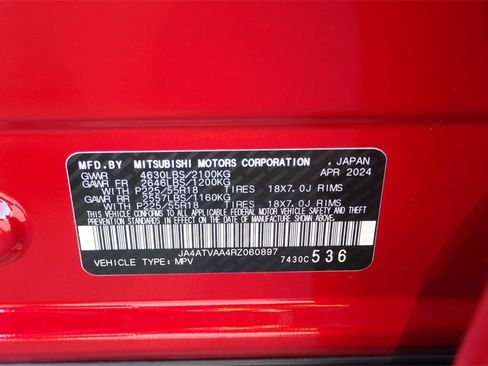 MFD.BY MITSUBISHI MOTORS CORPORATION . JAPAN
GVWR 4630LBS/2100KG APR 2024
GAWR FR 2646LBS/1200KG
WITH P225/55R18 TIRES 18X7.0J RIMS
GAWR RR 2557LBS/1160KG
WITH P225/55R18 TIRES 18X7.0J RIMS
THIS VEHICLE CONFORMS TO ALL APPLICABLE FEDERAL MOTOR VEHICLE SAFETY, BUMPER,
AND THEFT PREVENTION STANDARDS IN EFFECT ON THE DATE OF MANUFACTURE SHOWN ABOVE.
JA4ATVAA4RZ060897
VEHICLE TYPE: MPV 7430C 536